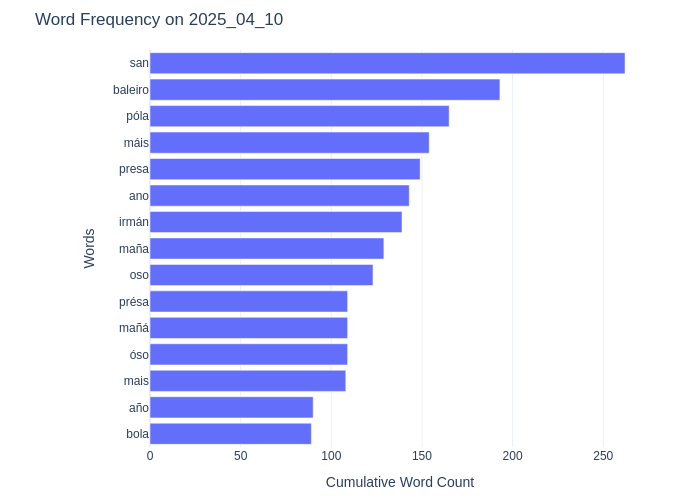 Word Frequency on 2025_04_10
san
baleiro
póla
máis
presa
ano
irmán
maña
oso
présa
mañá
óso
mais
año
bola
Words
0 50 100 150 200 250
Cumulative Word Count